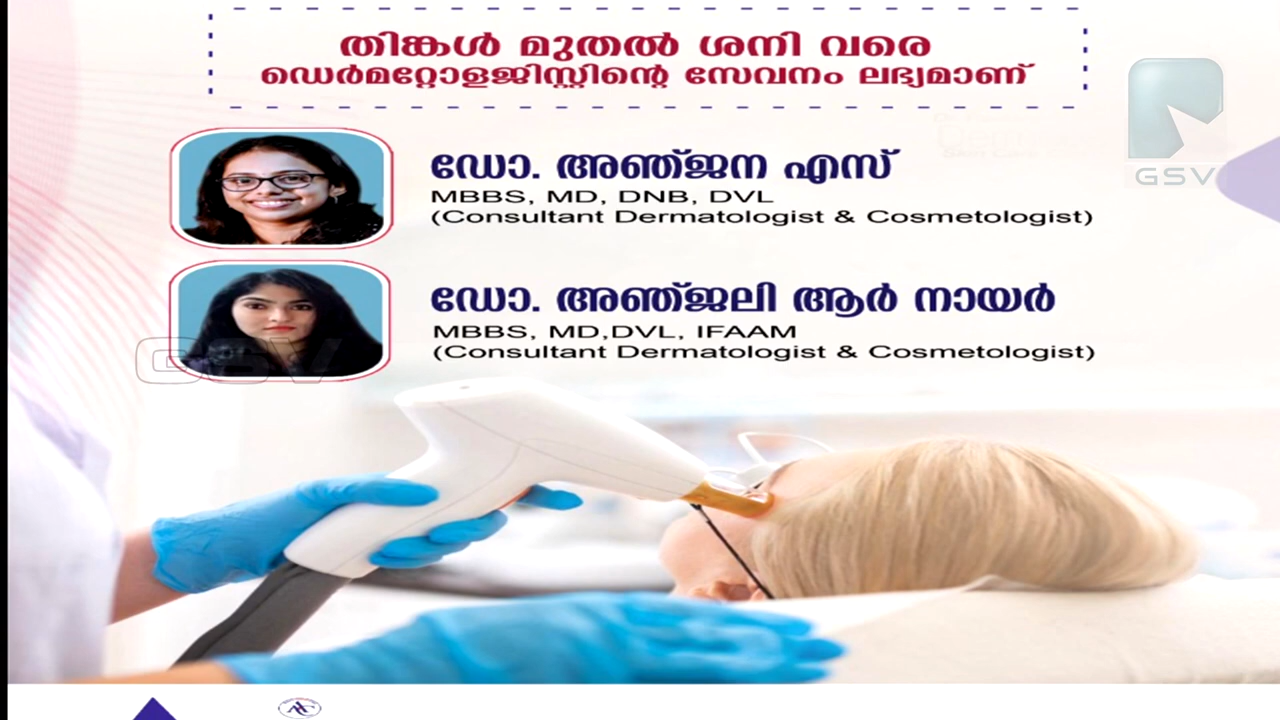 തിങ്കൾ മുതൽ ശനി വരെ
ഡെർമറ്റോളജിസ്റ്റിന്റെ സേവനം ലഭ്യമാണ്
ഡോ. അഞ്ജന എസ്
MBBS, MD, DNB, DVL
(Consultant Dermatologist & Cosmetologist)
GSV
ഡോ. അഞ്ജലി ആർ നായർ
MBBS, MD,DVL, IFAAM
(Consultant Dermatologist & Cosmetologist)
GSV